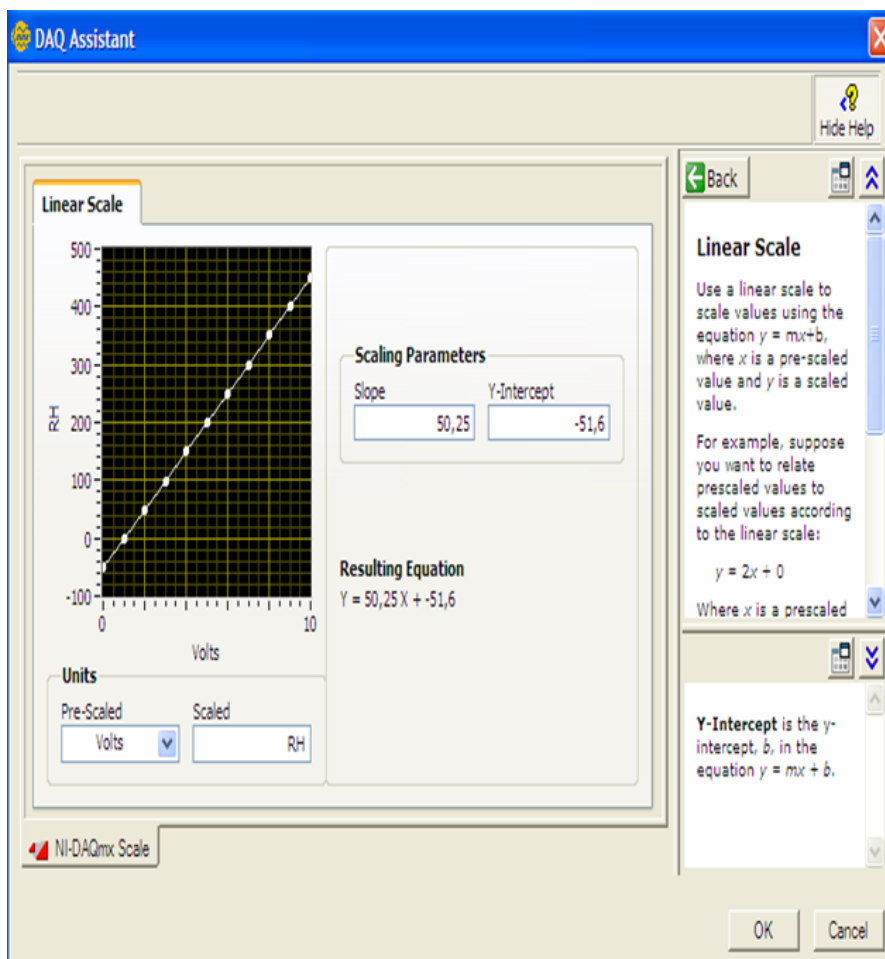 DAQ Assistant
Hide Help
Linear Scale
500
400
300
200
100
0
-100
RH
0
10
Volts
Scaling Parameters
Slope
Y-Intercept
50,25
-51,6
Resulting Equation
Y = 50,25 X + -51,6
Units
Pre-Scaled
Scaled
Volts
RH
NI-DAQmx Scale
Back
Linear Scale
Use a linear scale to
scale values using the
equation y = mx+b,
where x is a pre-scaled
value and y is a scaled
value.
For example, suppose
you want to relate
prescaled values to
scaled values according
to the linear scale:
y = 2x + 0
Where x is a prescaled
Y-Intercept is the y-
intercept, b, in the
equation y = mx + b.
OK
Cancel